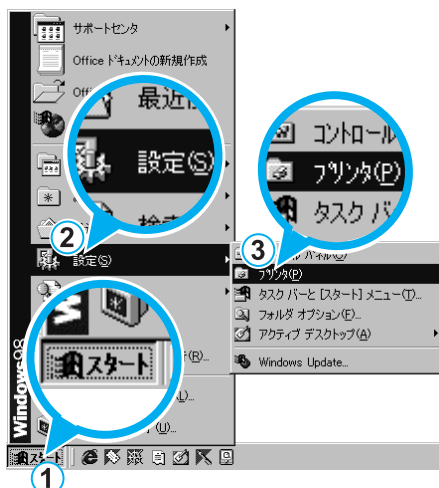 サポートセンタ
Office ドキュメントの新規作成
最近
設定(S)
2
設定(S)
コントロール
プリンタ(P)
タスク バ
3
プリンタ(P)
タスク バーと [スタート] メニュー(T)...
フォルダ オプション(F)...
アクティブ デスクトップ(A)
Windows Update...
スタート
(R)...
(U)...
Windows98
スタート
1